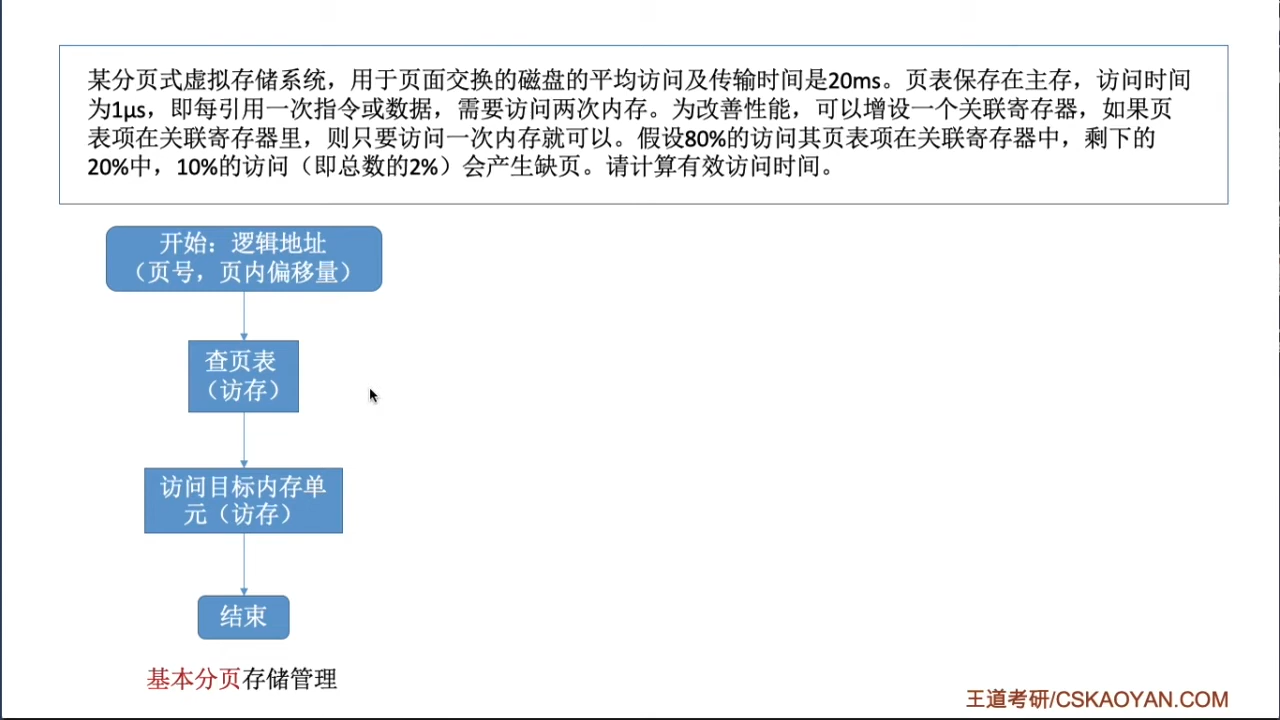 某分页式虚拟存储系统，用于页面交换的磁盘的平均访问及传输时间是20ms。页表保存在主存，访问时间
为1μs，即每引用一次指令或数据，需要访问两次内存。为改善性能，可以增设一个关联寄存器，如果页
表项在关联寄存器里，则只要访问一次内存就可以。假设80%的访问其页表项在关联寄存器中，剩下的
20%中，10%的访问（即总数的2%）会产生缺页。请计算有效访问时间。
开始：逻辑地址
（页号，页内偏移量）
查页表
（访存）
访问目标内存单
元（访存）
结束
基本分页存储管理
王道考研/CSKAOYAN.COM